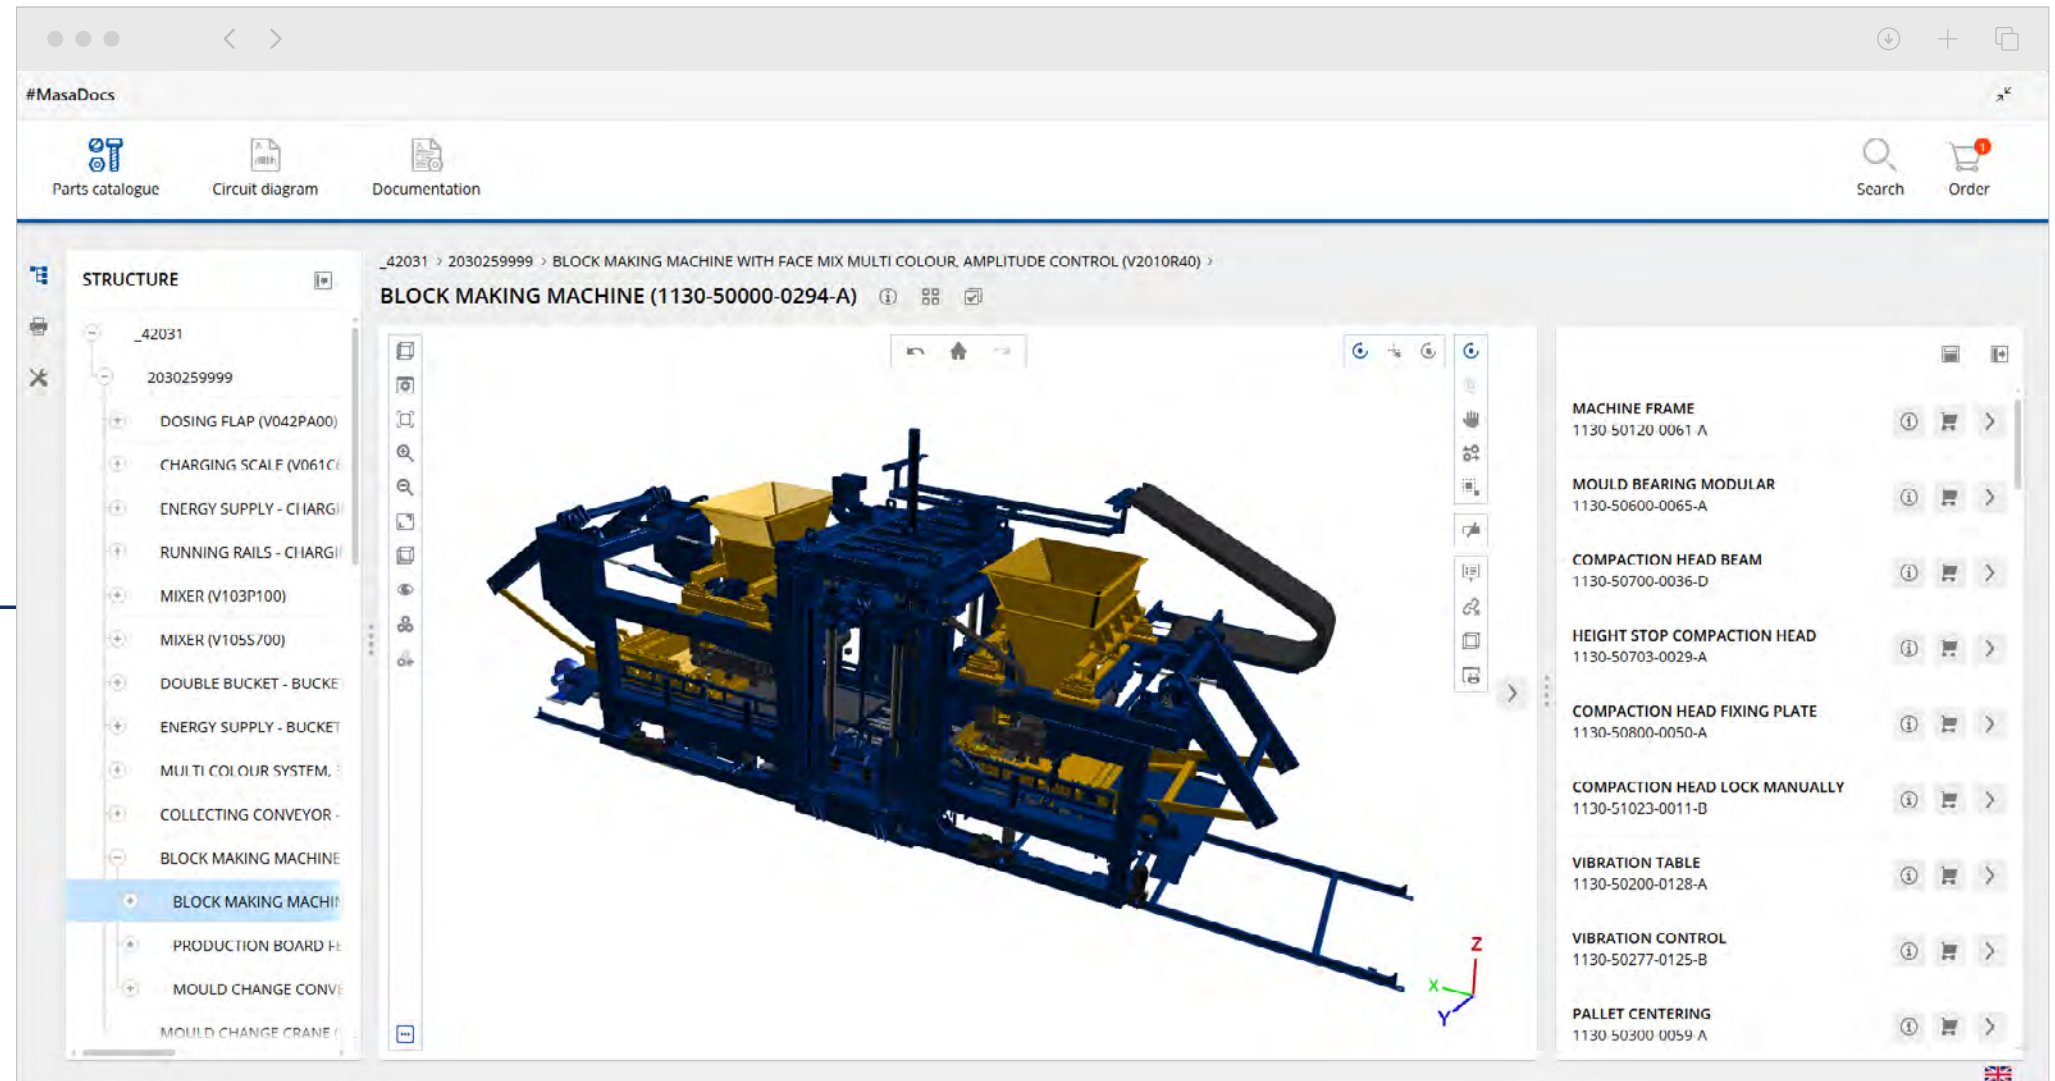 #MasaDocs
Parts catalogue
Circuit diagram
Documentation
Search
1
Order
STRUCTURE
_42031
2030259999
DOSING FLAP (V042PA00)
CHARGING SCALE (V061C
ENERGY SUPPLY - CHARGI
RUNNING RAILS - CHARGI
MIXER (V103P100)
MIXER (V105S700)
DOUBLE BUCKET - BUCKE
ENERGY SUPPLY - BUCKET
MULTI COLOUR SYSTEM,
COLLECTING CONVEYOR -
BLOCK MAKING MACHINE
BLOCK MAKING MACHIN
PRODUCTION BOARD FE
MOULD CHANGE CONVE
MOULD CHANGE CRANE (
_42031 > 2030259999 > BLOCK MAKING MACHINE WITH FACE MIX MULTI COLOUR, AMPLITUDE CONTROL (V2010R40) >
BLOCK MAKING MACHINE (1130-50000-0294-A)
Z
X
Y
MACHINE FRAME
1130-50120-0061-A
MOULD BEARING MODULAR
1130-50600-0065-A
COMPACTION HEAD BEAM
1130-50700-0036-D
HEIGHT STOP COMPACTION HEAD
1130-50703-0029-A
COMPACTION HEAD FIXING PLATE
1130-50800-0050-A
COMPACTION HEAD LOCK MANUALLY
1130-51023-0011-B
VIBRATION TABLE
1130-50200-0128-A
VIBRATION CONTROL
1130-50277-0125-B
PALLET CENTERING
1130-50300-0059-A